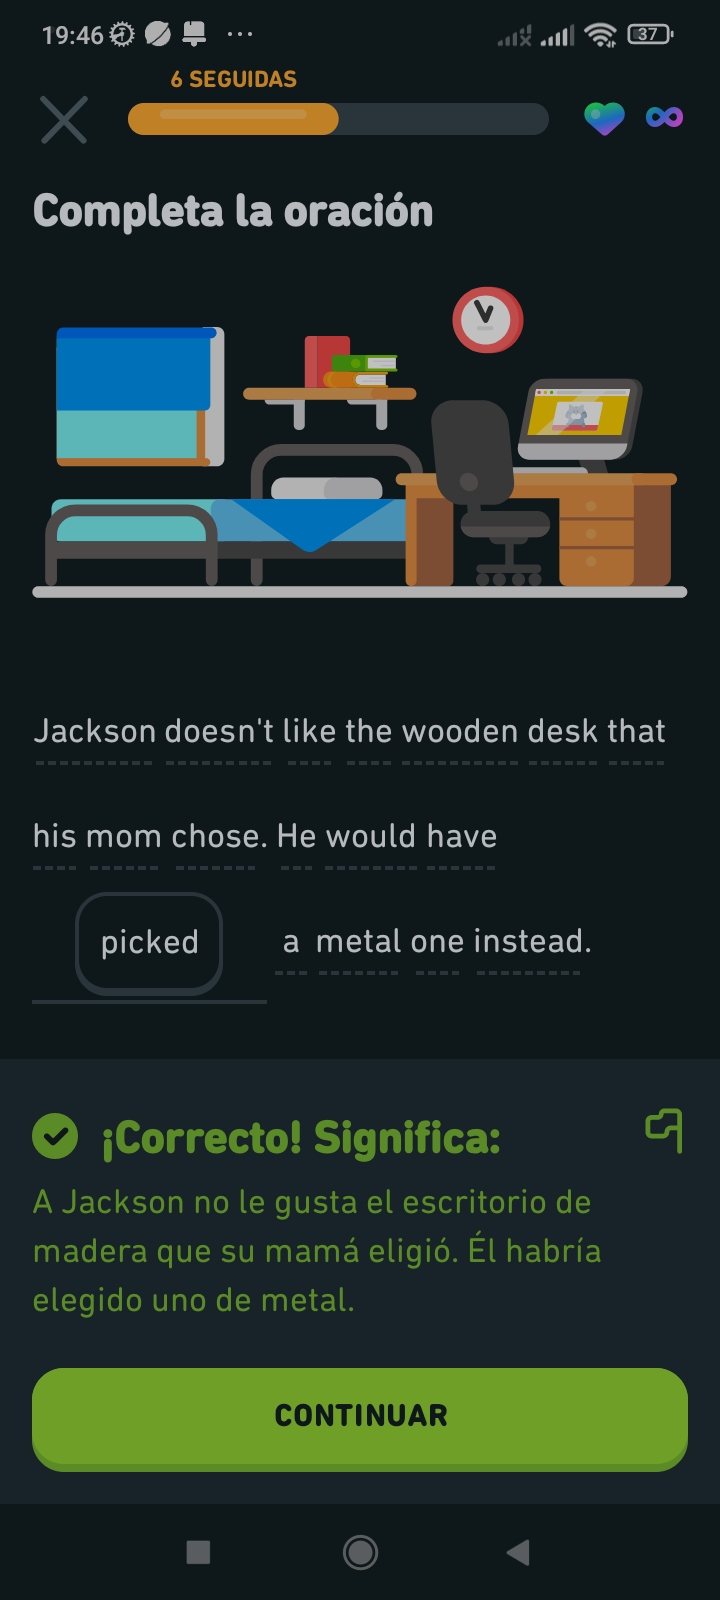 19:46
37
6 SEGUIDAS
Completa la oración
Jackson doesn't like the wooden desk that
his mom chose. He would have
picked a metal one instead.
¡Correcto! Significa:
A Jackson no le gusta el escritorio de
madera que su mamá eligió. Él habría
elegido uno de metal.
CONTINUAR